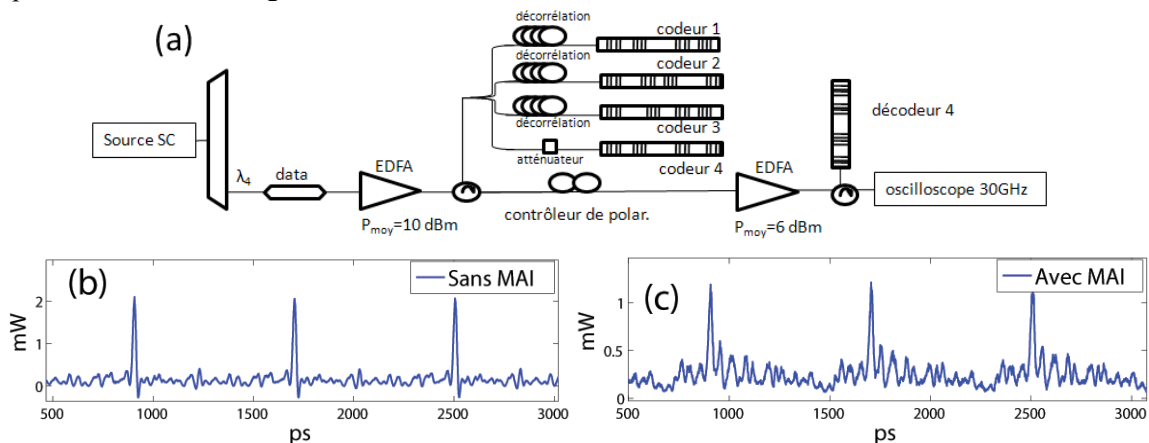 (a)
décorrélation
codeur 1
décorrélation
codeur 2
décorrélation
codeur 3
atténuateur
codeur 4
Source SC
λ4
data
EDFA
Pmoy=10 dBm
contrôleur de polar.
EDFA
Pmoy=6 dBm
décodeur 4
oscilloscope 30GHz
(b)
Sans MAI
mW
2
1
0
500
1000
1500
2000
2500
3000
ps
(c)
Avec MAI
mW
1
0.5
0
500
1000
1500
2000
2500
3000
ps